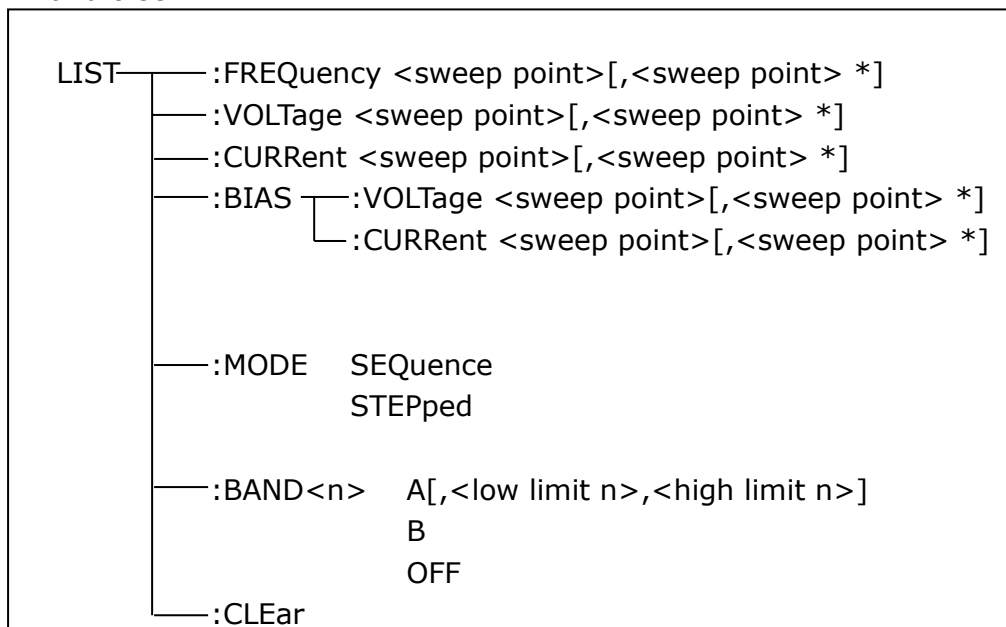 LIST :FREQuency <sweep point>[,<sweep point> *]
:VOLTage <sweep point>[,<sweep point> *]
:CURRent <sweep point>[,<sweep point> *]
:BIAS :VOLTage <sweep point>[,<sweep point> *]
:CURRent <sweep point>[,<sweep point> *]
:MODE SEQuence
STEPped
:BAND<n> A[,<low limit n>,<high limit n>]
B
OFF
:CLEar